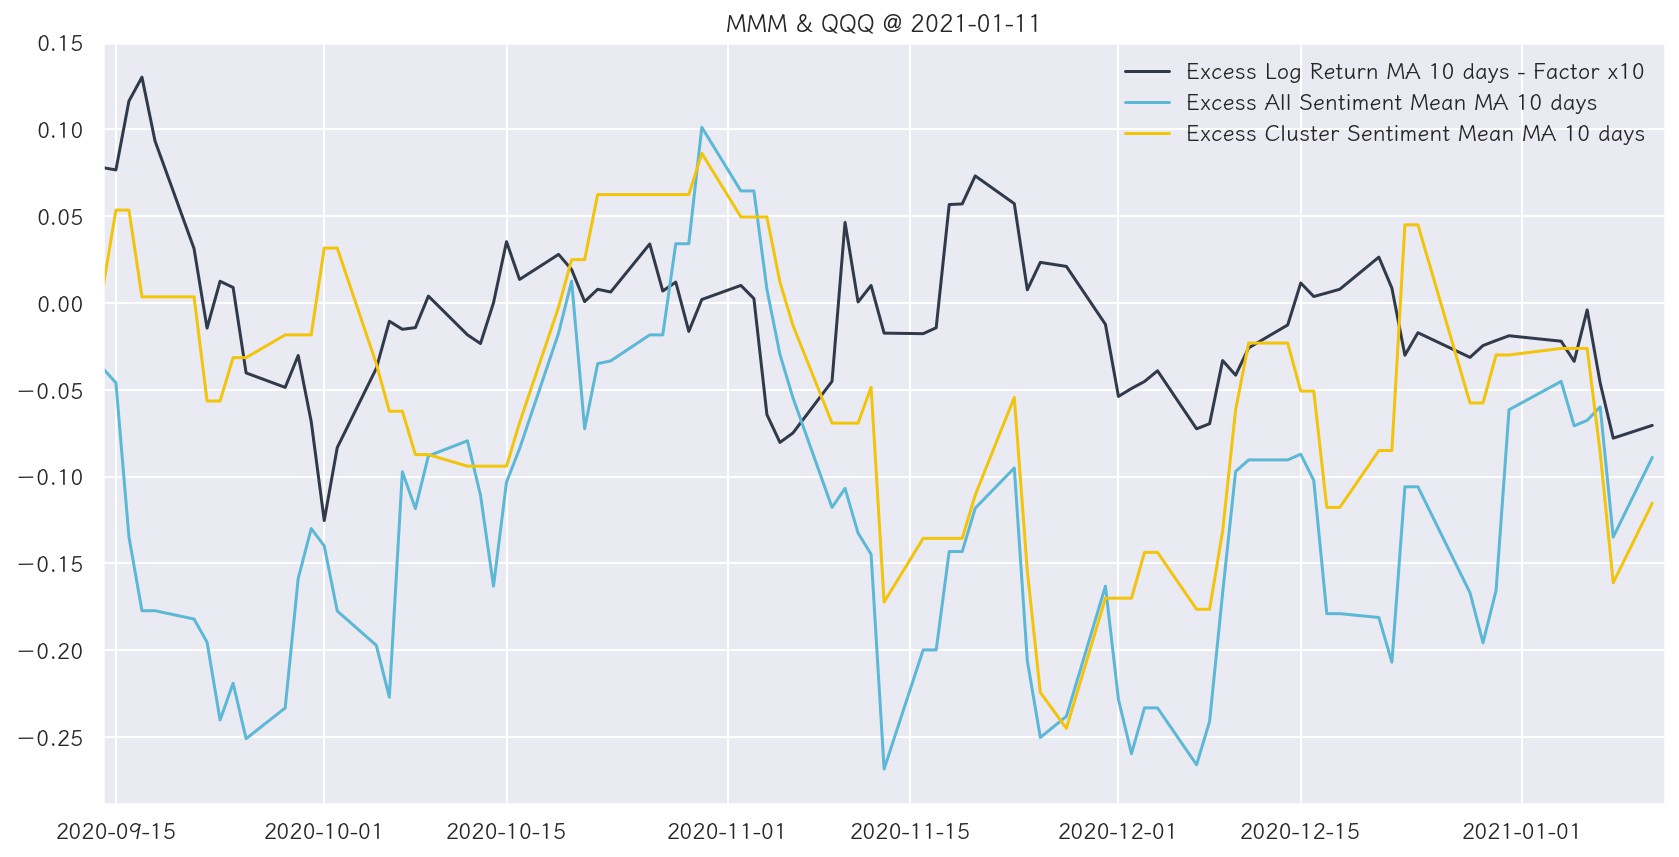 MMM & QQQ @ 2021-01-11
Excess Log Return MA 10 days - Factor x10
Excess All Sentiment Mean MA 10 days
Excess Cluster Sentiment Mean MA 10 days
0.15
0.10
0.05
0.00
−0.05
−0.10
−0.15
−0.20
−0.25
2020-09-15 2020-10-01 2020-10-15 2020-11-01 2020-11-15 2020-12-01 2020-12-15 2021-01-01